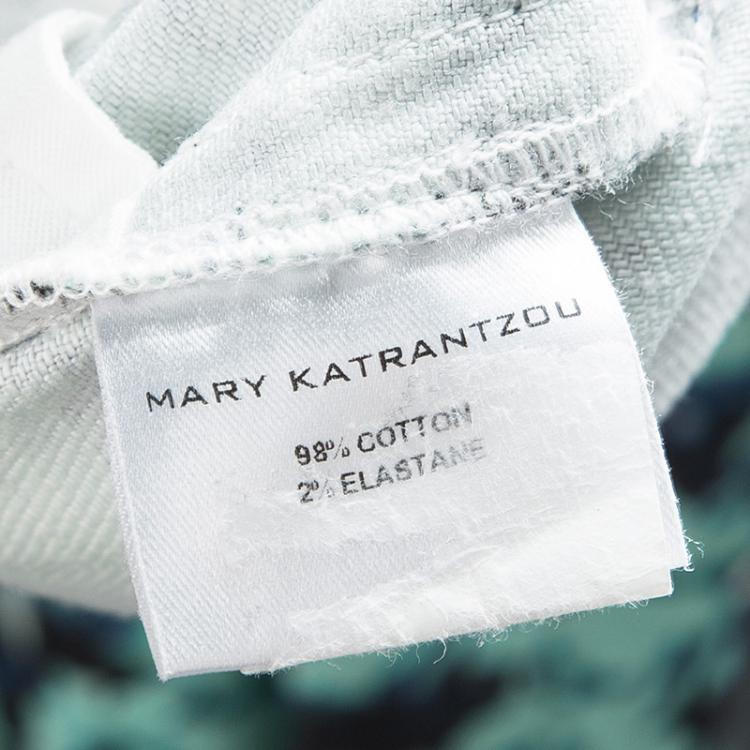 MARY KATRANTZOU
98% COTTON
2% ELASTANE